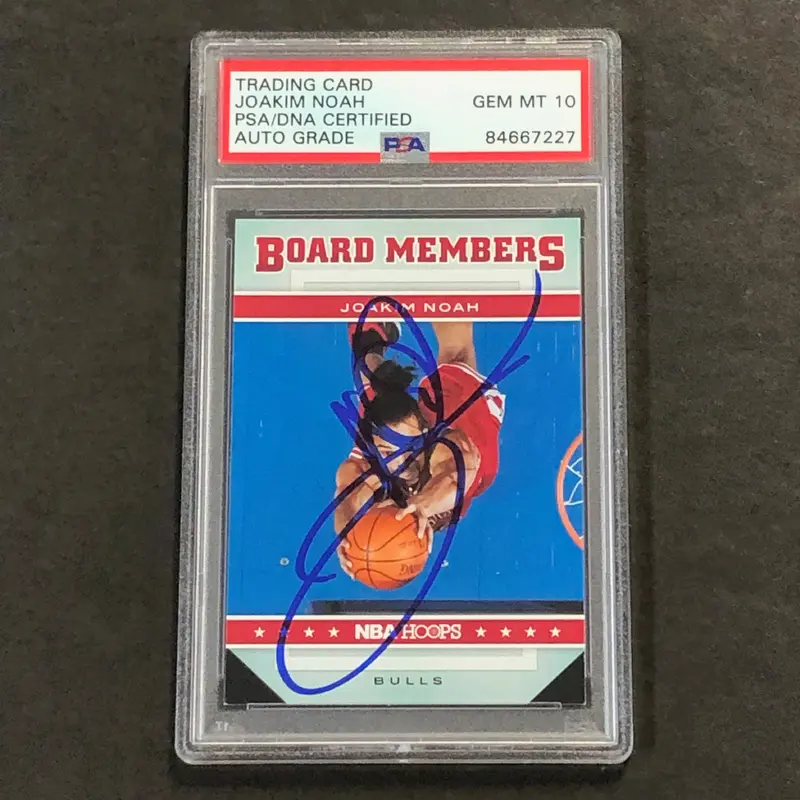 TRADING CARD
JOAKIM NOAH
PSA/DNA CERTIFIED
AUTO GRADE
GEM MT 10
84667227
PSA
BOARD MEMBERS
JOAKIM NOAH
NBA HOOPS
BULLS